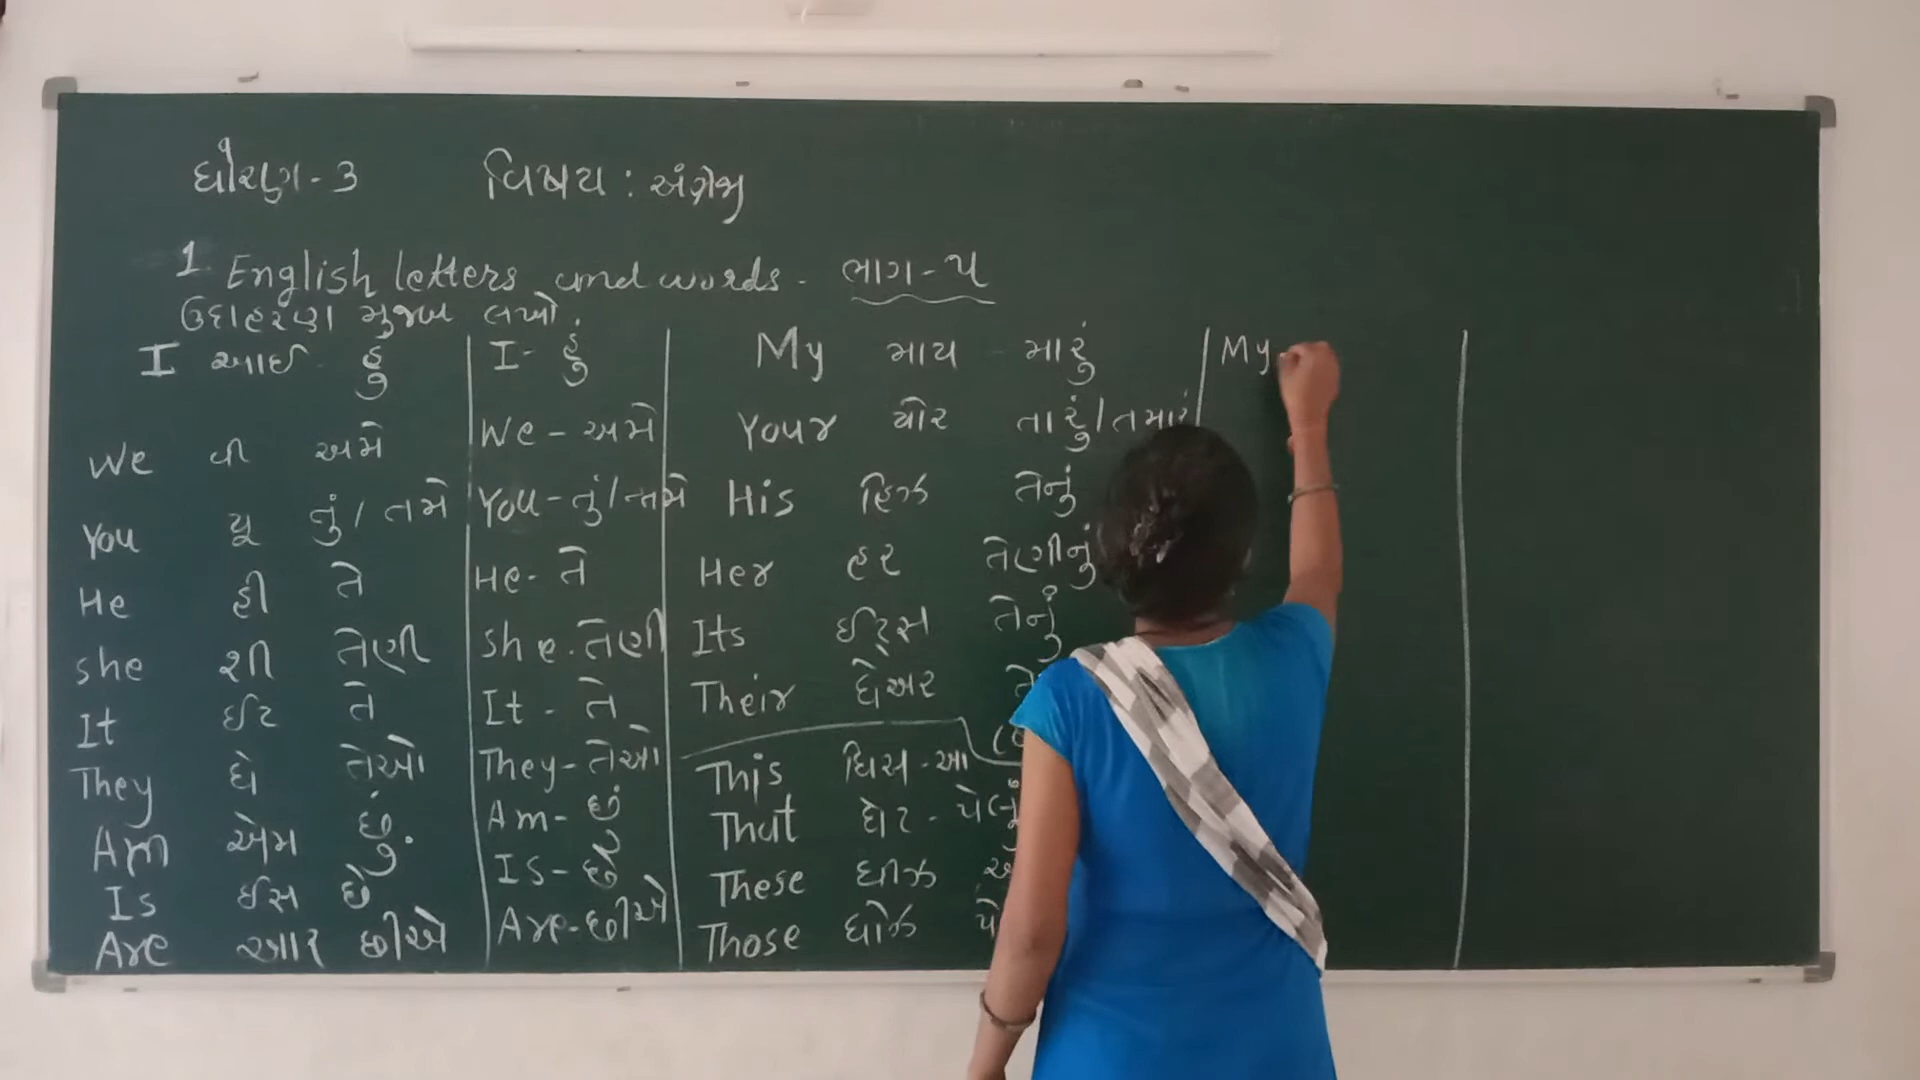 ધોરણ-3 વિષય : અંગ્રેજી
1. English letters and words. ભાગ-૫
ઉદાહરણ મુજબ લખો.
I આઈ હું I- હું My માય મારું My
We વી અમે We-અમે Your યોર તારું/તમારું
You યૂ તું/તમે You-તું/તમે His હિઝ તેનું
He હી તે He-તે Her હર તેણીનું
She શી તેણી She-તેણી Its ઈટ્સ તેનું
It ઈટ તે It-તે Their ધેઅર
They ધે તેઓ They-તેઓ This ધિસ-આ
Am એમ છું. Am-છું That ધેટ-પેલું
Is ઈસ છે Is-છે These ધીઝ
Are આર છીએ Are-છીએ Those ધોઝ